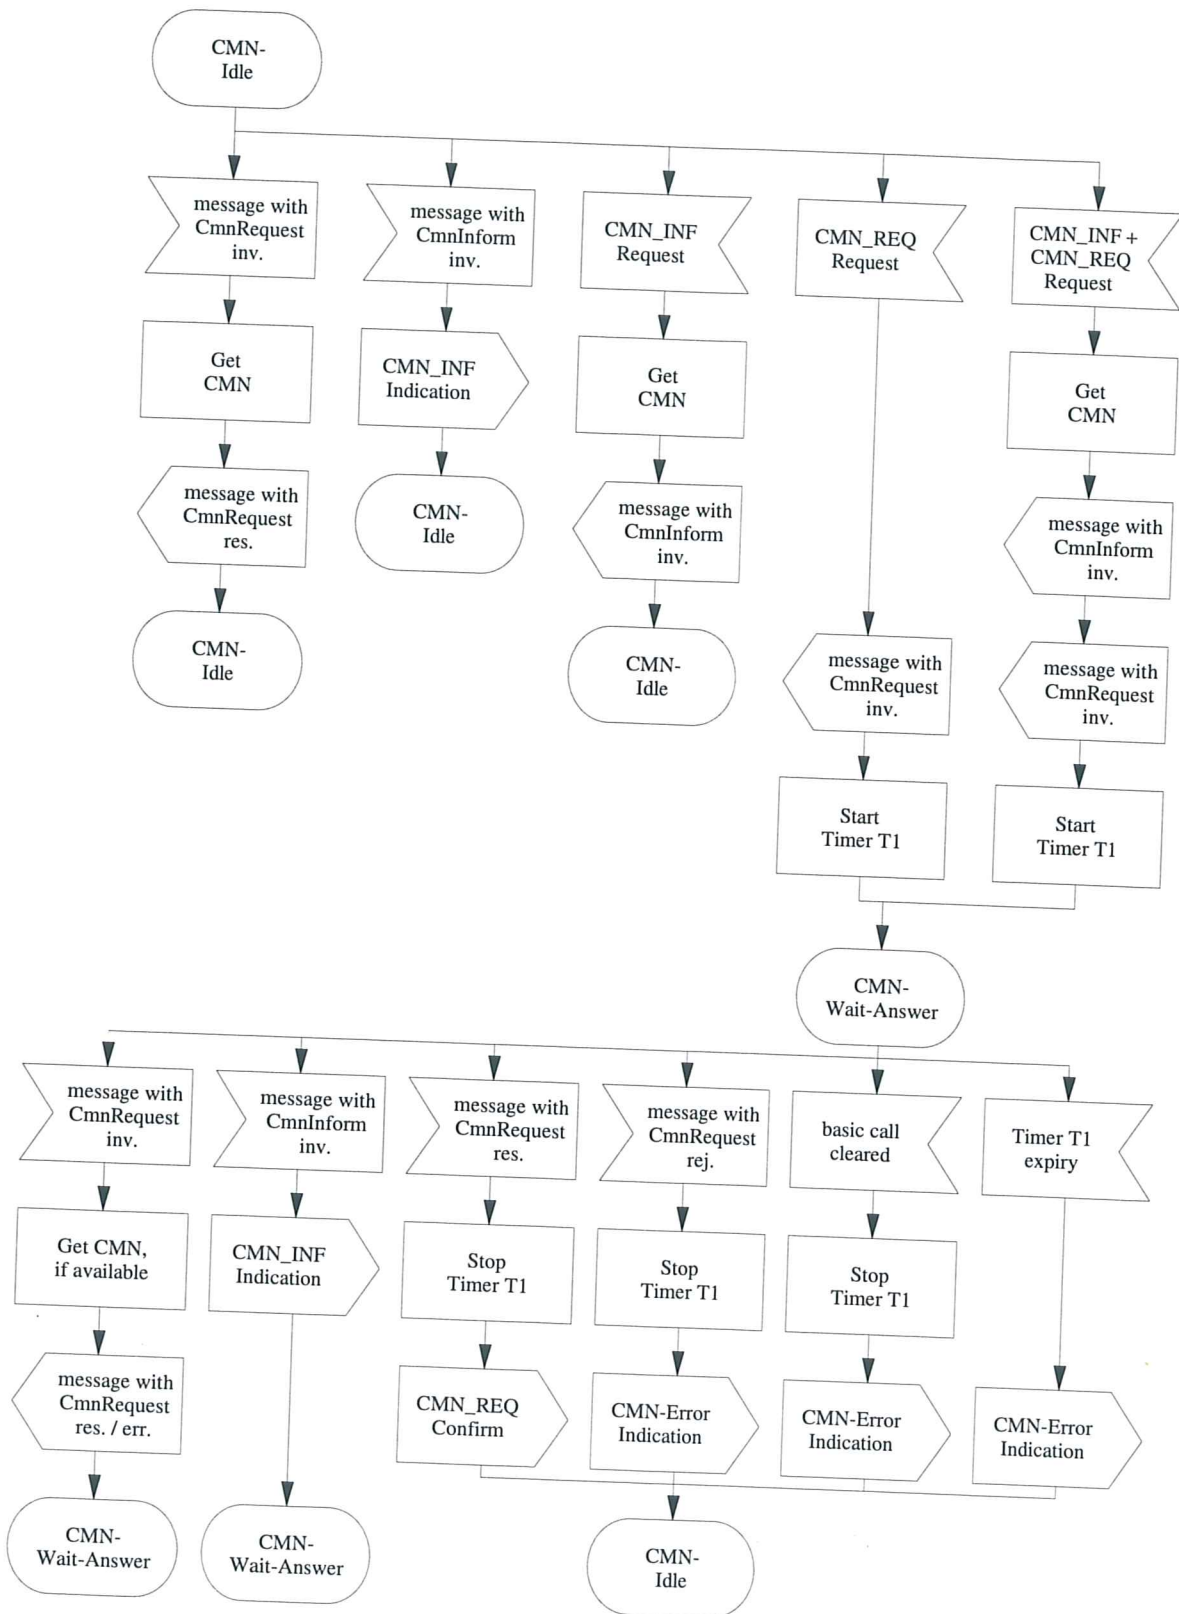 CMN-
Idle
message with
CmnRequest
inv.
message with
CmnInform
inv.
CMN_INF
Request
CMN_REQ
Request
CMN_INF +
CMN_REQ
Request
Get
CMN
CMN_INF
Indication
Get
CMN
Get
CMN
message with
CmnRequest
res.
CMN-
Idle
message with
CmnInform
inv.
message with
CmnInform
inv.
CMN-
Idle
CMN-
Idle
message with
CmnRequest
inv.
message with
CmnRequest
inv.
Start
Timer T1
Start
Timer T1
CMN-
Wait-Answer
message with
CmnRequest
inv.
message with
CmnInform
inv.
message with
CmnRequest
res.
message with
CmnRequest
rej.
basic call
cleared
Timer T1
expiry
Get CMN,
if available
CMN_INF
Indication
Stop
Timer T1
Stop
Timer T1
Stop
Timer T1
message with
CmnRequest
res. / err.
CMN_REQ
Confirm
CMN-Error
Indication
CMN-Error
Indication
CMN-Error
Indication
CMN-
Wait-Answer
CMN-
Wait-Answer
CMN-
Idle